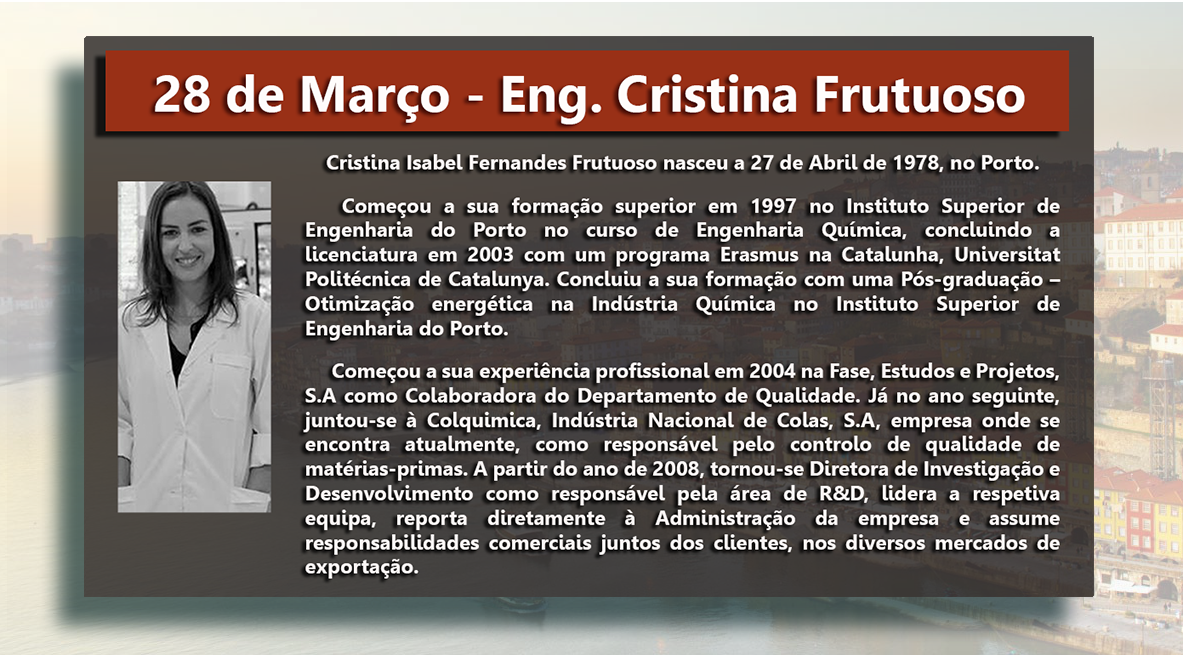 28 de Março - Eng. Cristina Frutuoso
Cristina Isabel Fernandes Frutuoso nasceu a 27 de Abril de 1978, no Porto.
Começou a sua formação superior em 1997 no Instituto Superior de
Engenharia do Porto no curso de Engenharia Química, concluindo a
licenciatura em 2003 com um programa Erasmus na Catalunha, Universitat
Politécnica de Catalunya. Concluiu a sua formação com uma Pós-graduação –
Otimização energética na Indústria Química no Instituto Superior de
Engenharia do Porto.
Começou a sua experiência profissional em 2004 na Fase, Estudos e Projetos,
S.A como Colaboradora do Departamento de Qualidade. Já no ano seguinte,
juntou-se à Colquimica, Indústria Nacional de Colas, S.A, empresa onde se
encontra atualmente, como responsável pelo controlo de qualidade de
matérias-primas. A partir do ano de 2008, tornou-se Diretora de Investigação e
Desenvolvimento como responsável pela área de R&D, lidera a respetiva
equipa, reporta diretamente à Administração da empresa e assume
responsabilidades comerciais juntos dos clientes, nos diversos mercados de
exportação.